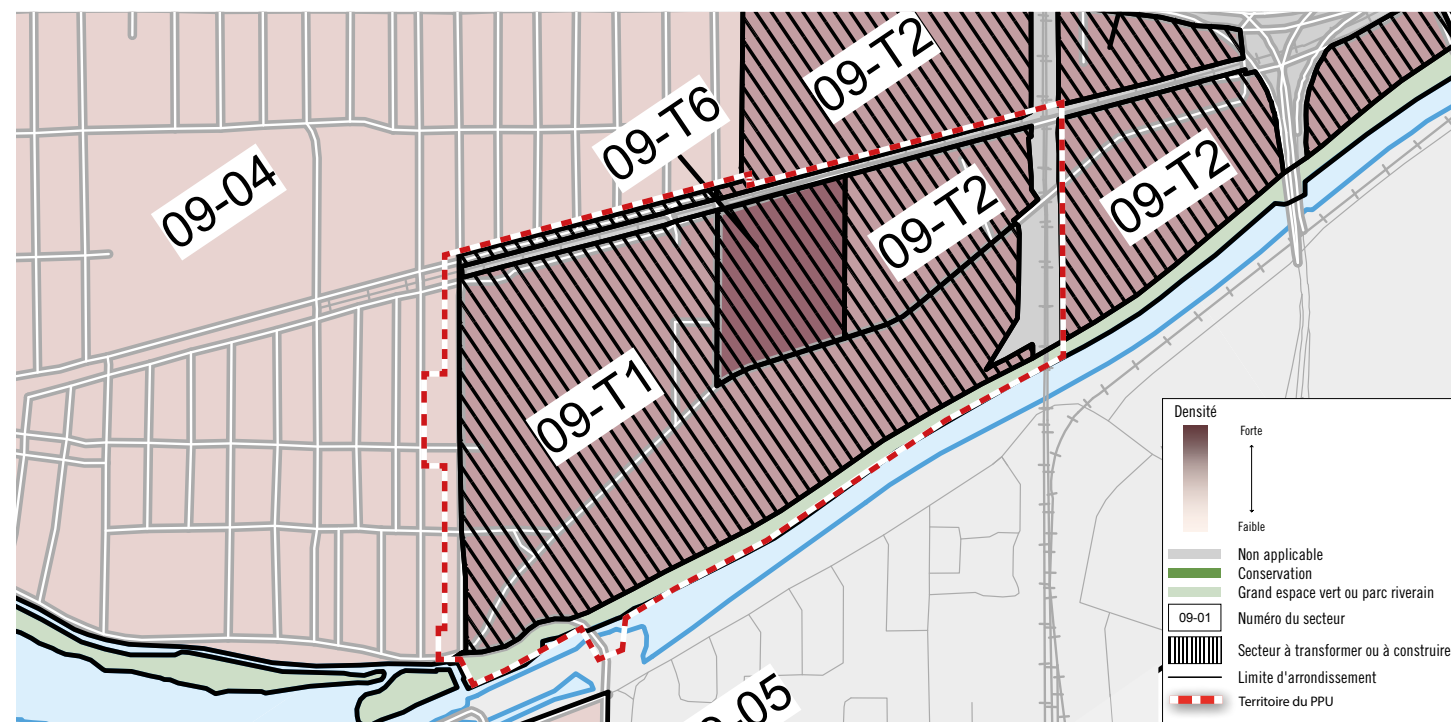 09-T2
09-T6
09-04
09-T2
09-T2
09-T1
Densité
Forte
Faible
Non applicable
Conservation
Grand espace vert ou parc riverain
09-01 Numéro du secteur
Secteur à transformer ou à construire
Limite d'arrondissement
Territoire du PPU